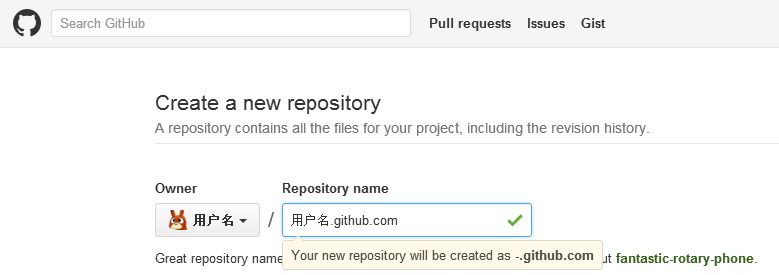 Search GitHub
Pull requests Issues Gist
Create a new repository
A repository contains all the files for your project, including the revision history.
Owner Repository name
用户名 / 用户名.github.com
Your new repository will be created as -.github.com
Great repository name ut fantastic-rotary-phone.